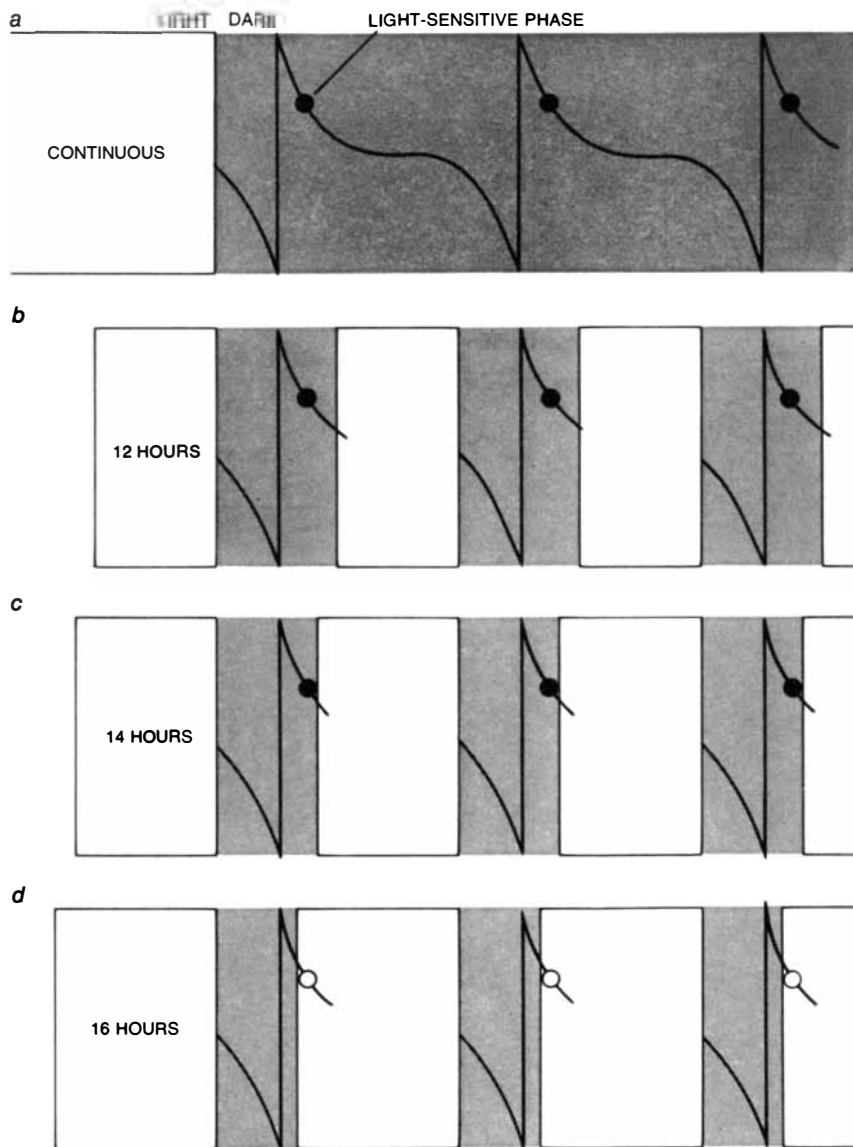 a
DARK LIGHT-SENSITIVE PHASE
CONTINUOUS
b
12 HOURS
c
14 HOURS
d
16 HOURS